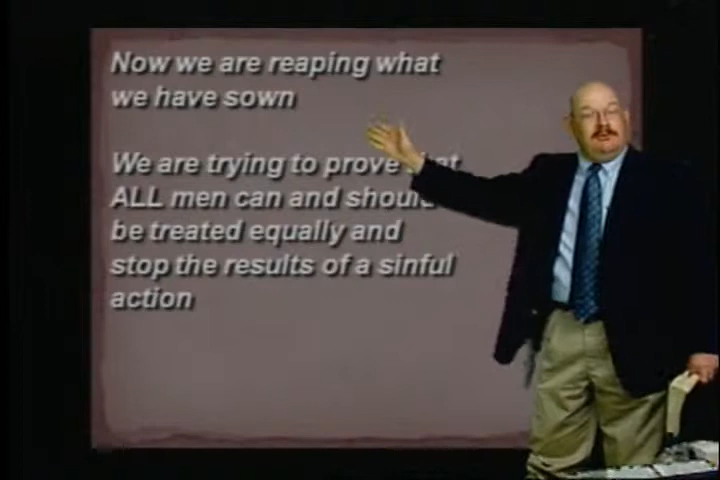 Now we are reaping what
we have sown
We are trying to prove
ALL men can and should
be treated equally and
stop the results of a sinful
action